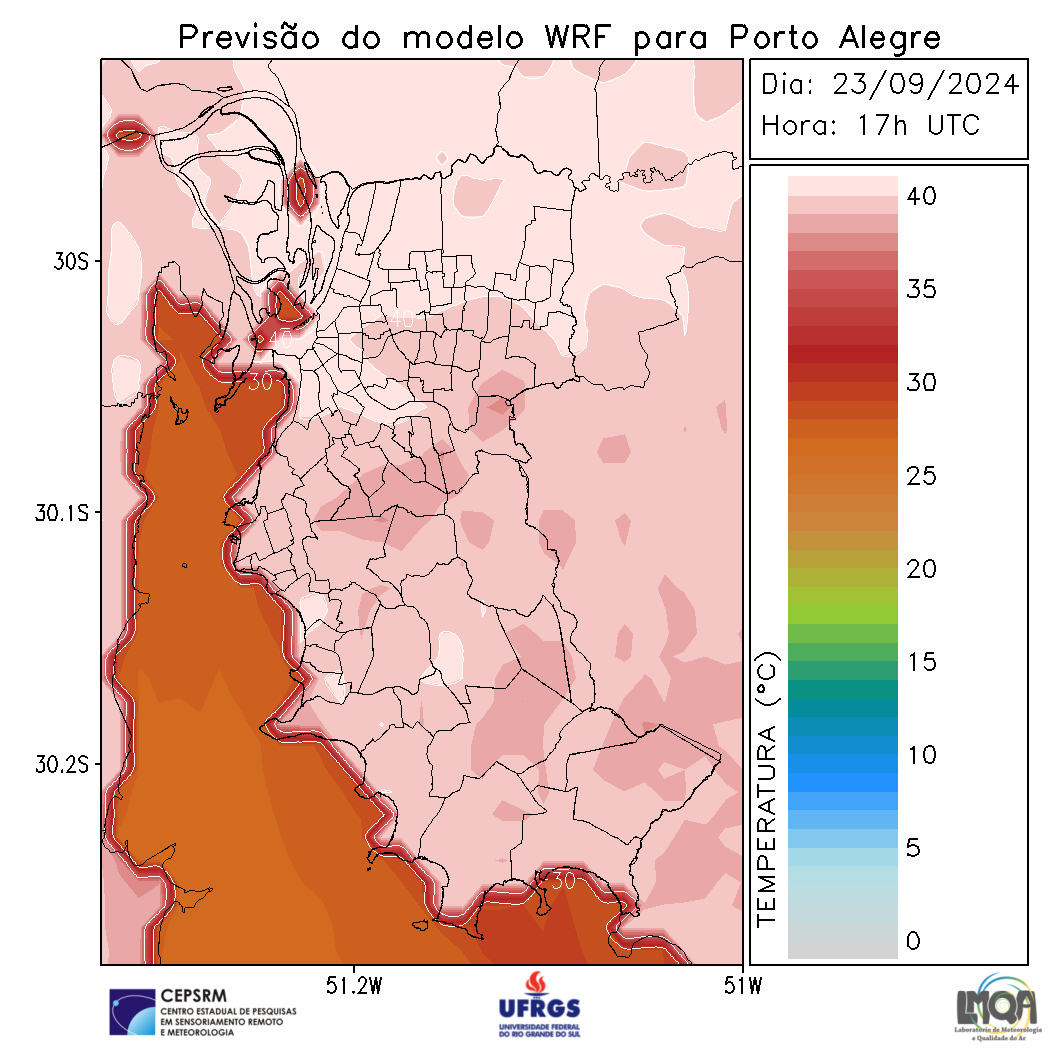 Previsão do modelo WRF para Porto Alegre
Dia: 23/09/2024
Hora: 17h UTC
40
35
30
25
20
15
10
5
0
TEMPERATURA (°C)
30S
30.1S
30.2S
51.2W
51W
40
40
30
30
CEPSRM
CENTRO ESTADUAL DE PESQUISAS
EM SENSORIAMENTO REMOTO
E METEOROLOGIA
UFRGS
UNIVERSIDADE FEDERAL
DO RIO GRANDE DO SUL
LMQA
Laboratório de Meteorologia
e Qualidade do Ar